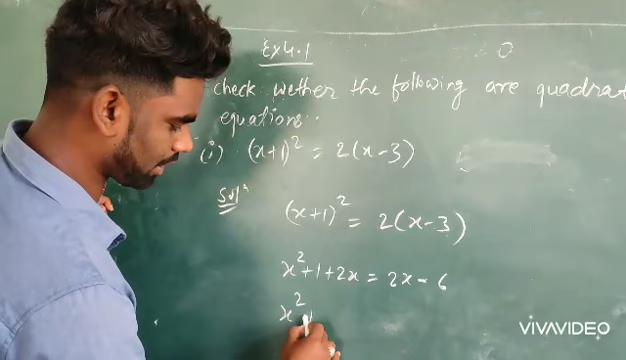 Ex 4.1
check wether the following are quadrat
equations..
(i) (x+1)² = 2(x-3)
Solⁿ
(x+1)² = 2(x-3)
x²+1+2x = 2x-6
x²
VIVAVIDEO